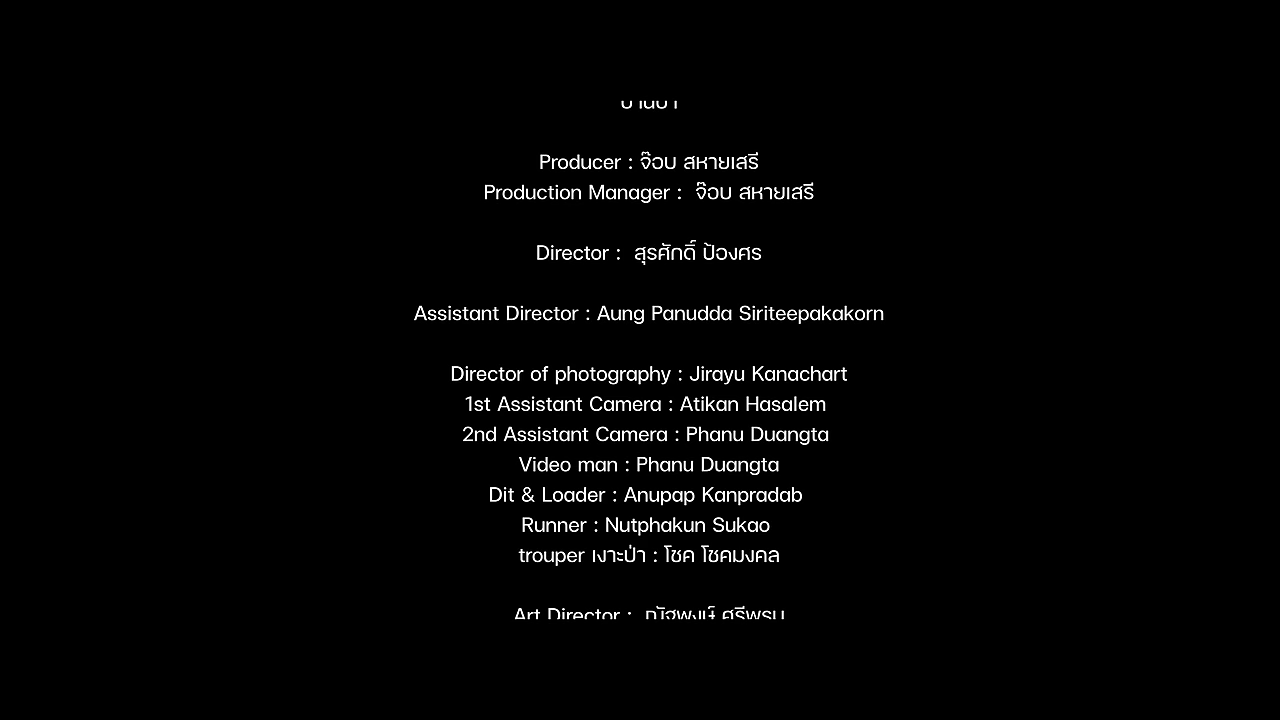 Producer : จ๊อบ สหายเสรี
Production Manager : จ๊อบ สหายเสรี
Director : สุรศักดิ์ ป้องศร
Assistant Director : Aung Panudda Siriteepakakorn
Director of photography : Jirayu Kanachart
1st Assistant Camera : Atikan Hasalem
2nd Assistant Camera : Phanu Duangta
Video man : Phanu Duangta
Dit & Loader : Anupap Kanpradab
Runner : Nutphakun Sukao
trouper เงาะป่า : โชค โชคมงคล
Art Director :